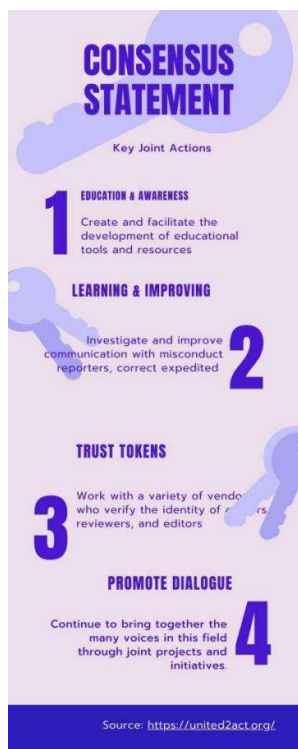 CONSENSUS
STATEMENT
Key Joint Actions
1
EDUCATION & AWARENESS
Create and facilitate the
development of educational
tools and resources
LEARNING & IMPROVING
2
Investigate and improve
communication with misconduct
reporters, correct expedited
TRUST TOKENS
3
Work with a variety of
who verify the identity of
reviewers, and editors
PROMOTE DIALOGUE
4
Continue to bring together the
many voices in this field
through joint projects and
initiatives.
Source: https://united2act.org/